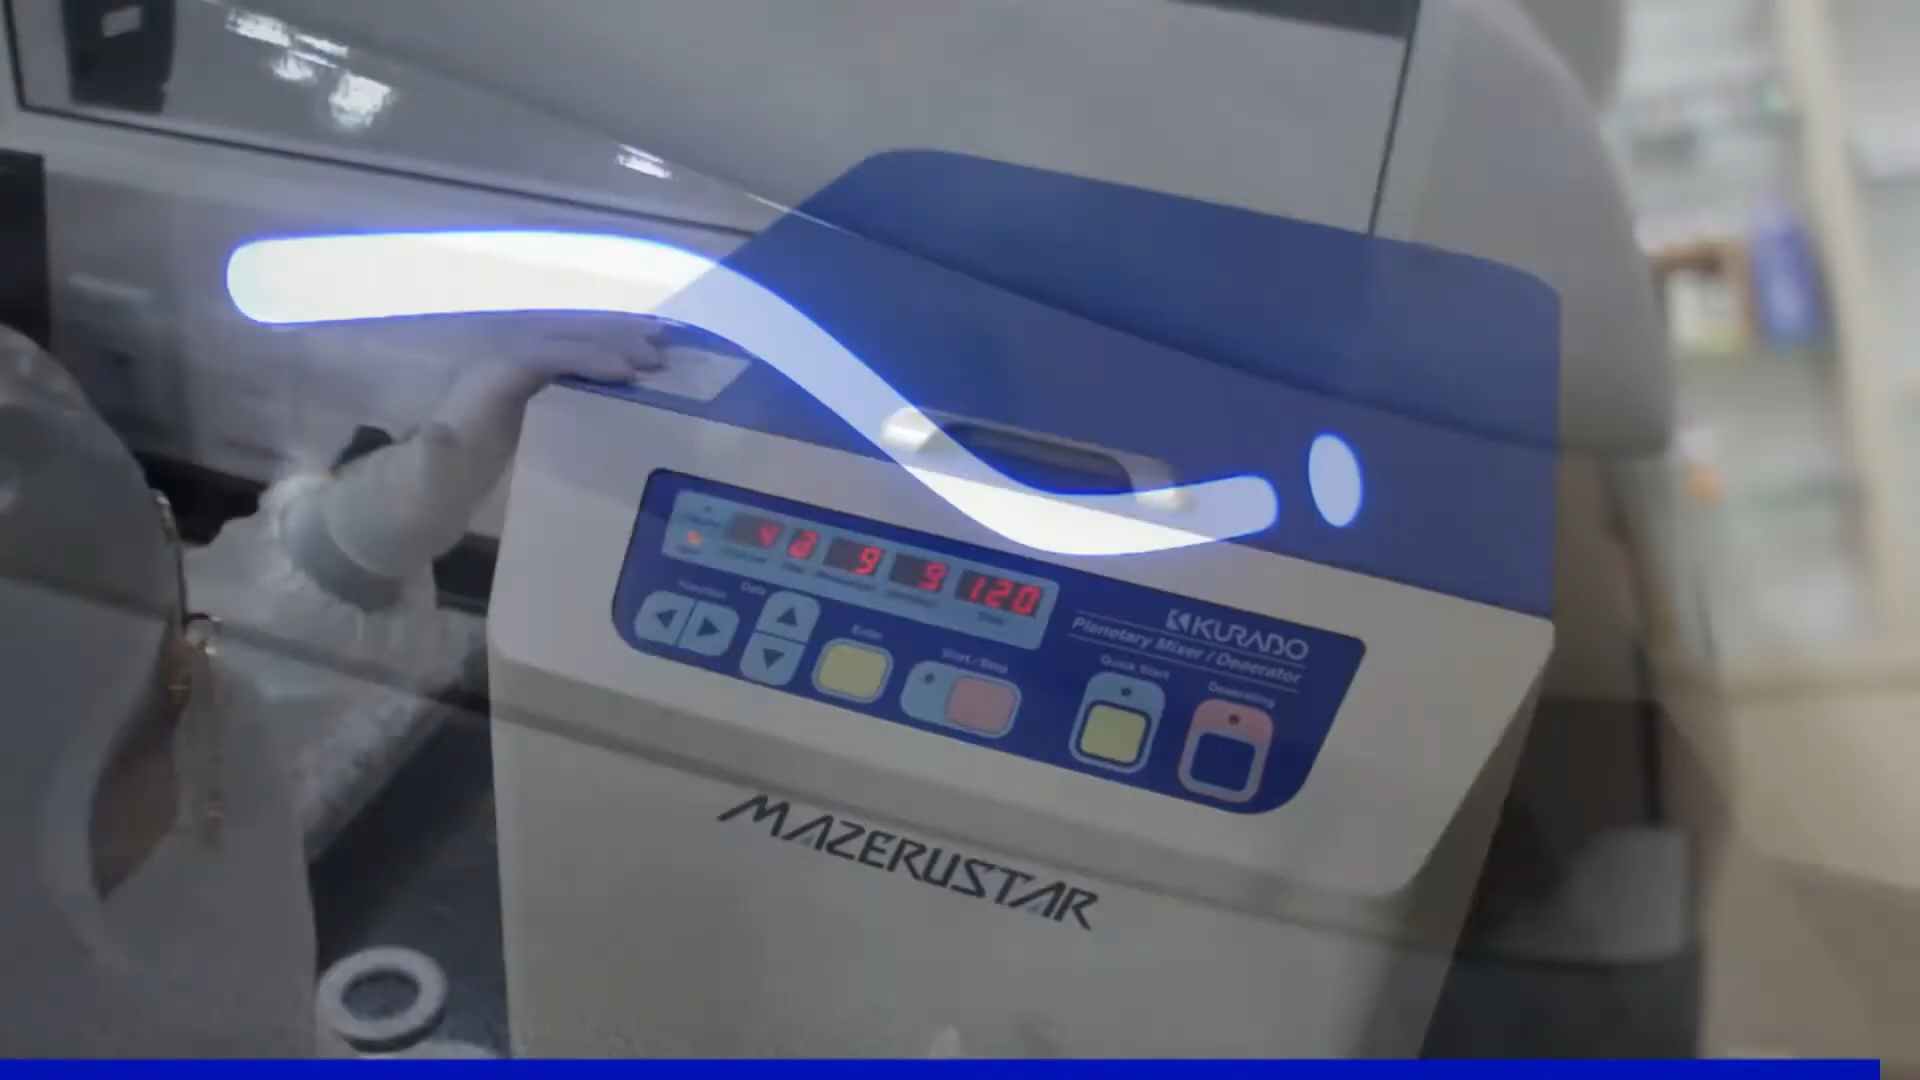 4 2 9 9 120
Function
Data
Enter
Start/Stop
KURABO
Planetary Mixer / Deaerator
Quick Start
Deaerating
MAZERUSTAR